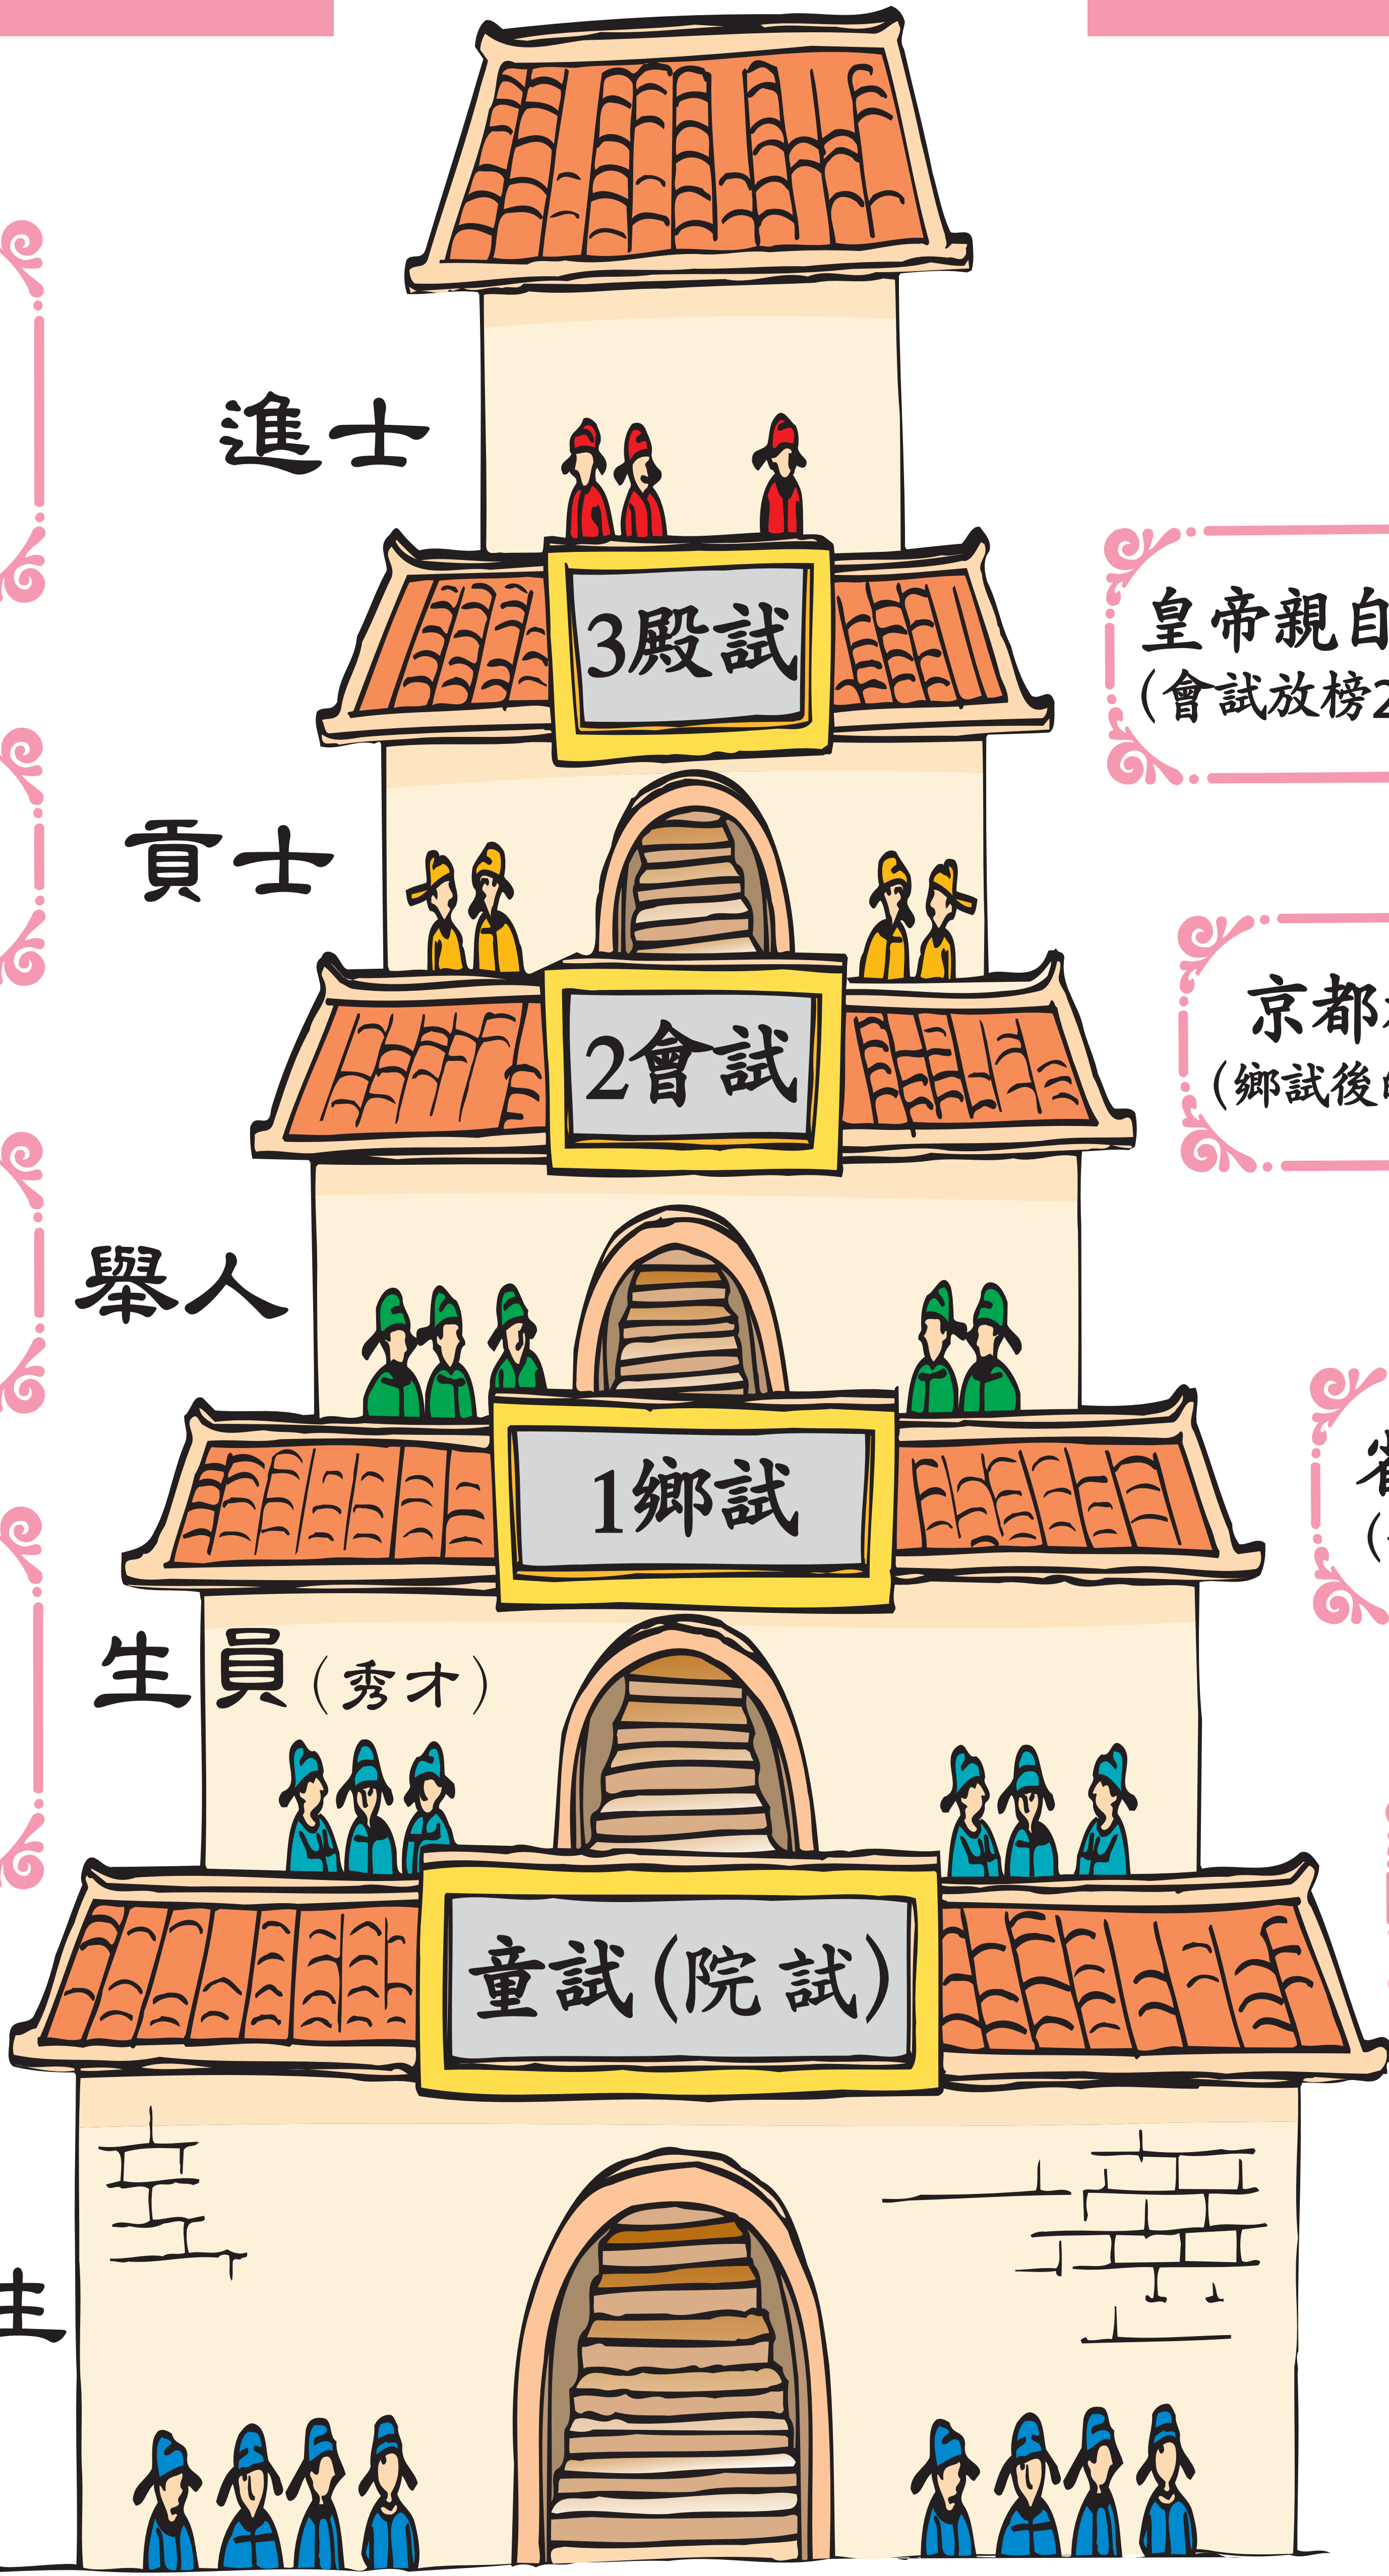 進士
3殿試
皇帝親自
(會試放榜2
貢士
2會試
京都
(鄉試後
舉人
1鄉試
生員(秀才)
童試(院試)
生